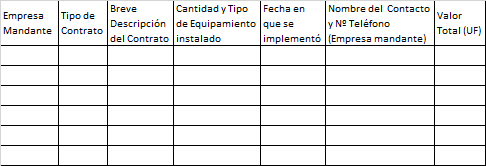 Empresa
Mandante
Tipo de
Contrato
Breve
Descripción
del Contrato
Cantidad y Tipo
de Equipamiento
instalado
Fecha en
que se
implementó
Nombre del Contacto
y Nº Teléfono
(Empresa mandante)
Valor
Total (UF)